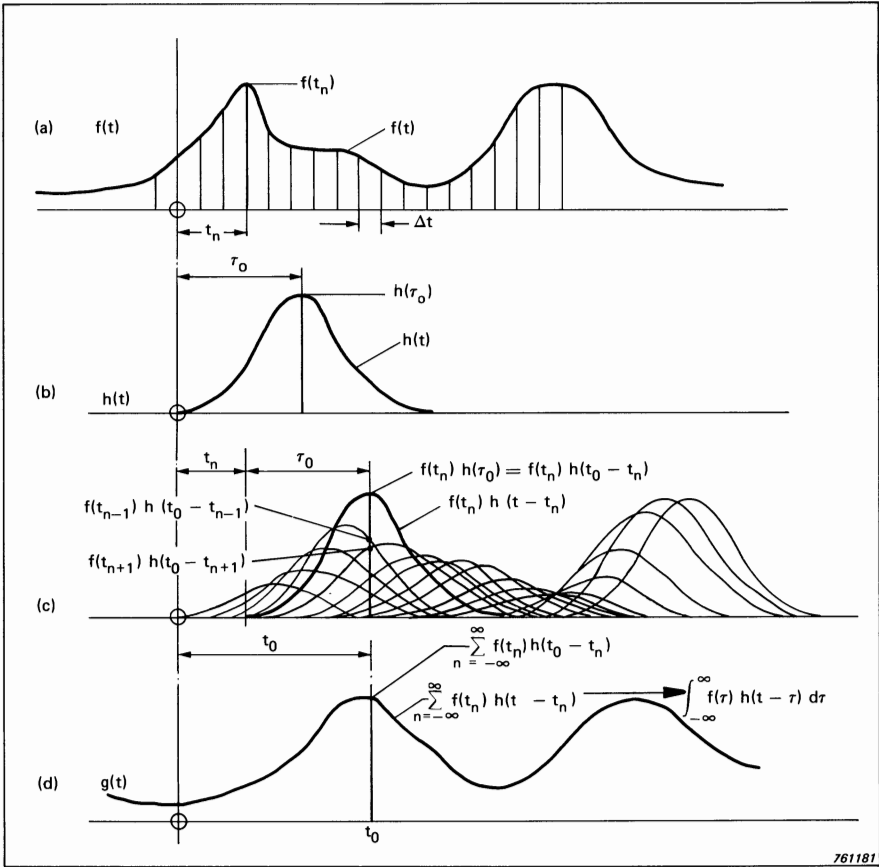 f(tₙ)
(a) f(t)
f(t)
tₙ
Δt
τₒ
h(τₒ)
h(t)
(b) h(t)
tₙ τ₀
f(tₙ) h(τ₀) = f(tₙ) h(t₀ − tₙ)
f(tₙ₋₁) h (t₀ − tₙ₋₁)
f(tₙ) h (t − tₙ)
f(tₙ₊₁) h(t₀ − tₙ₊₁)
(c)
t₀
∞
∑ f(tₙ) h(t₀ − tₙ)
n = −∞
∞ ∞
∑ f(tₙ) h(t − tₙ) ∫ f(τ) h(t − τ) dτ
n=−∞ −∞
(d) g(t)
t₀
761181